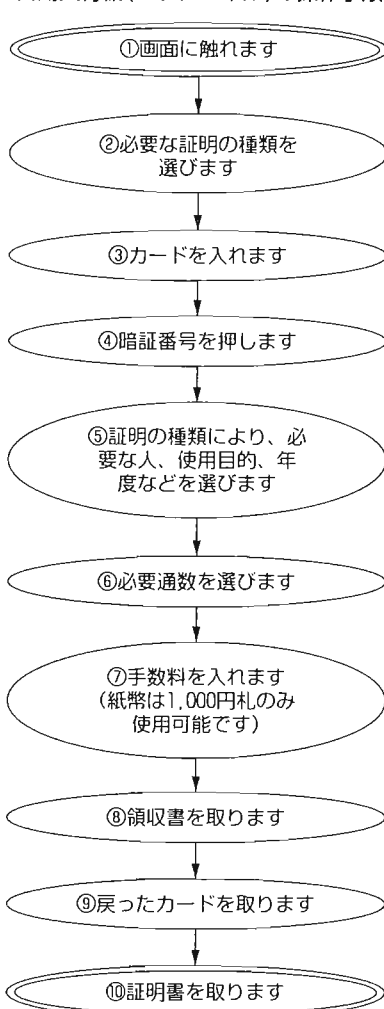 ①画面に触れます
②必要な証明の種類を
選びます
③カードを入れます
④暗証番号を押します
⑤証明の種類により、必
要な人、使用目的、年
度などを選びます
⑥必要通数を選びます
⑦手数料を入れます
(紙幣は1,000円札のみ
使用可能です)
⑧領収書を取ります
⑨戻ったカードを取ります
⑩証明書を取ります